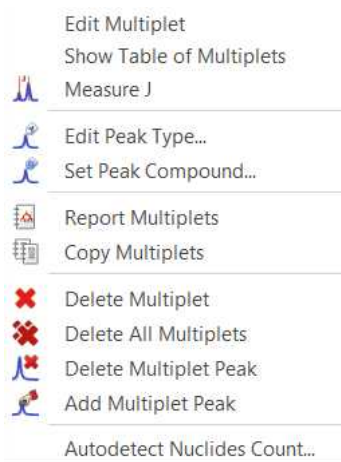 Edit Multiplet
Show Table of Multiplets
Measure J
Edit Peak Type...
Set Peak Compound...
Report Multiplets
Copy Multiplets
Delete Multiplet
Delete All Multiplets
Delete Multiplet Peak
Add Multiplet Peak
Autodetect Nuclides Count...